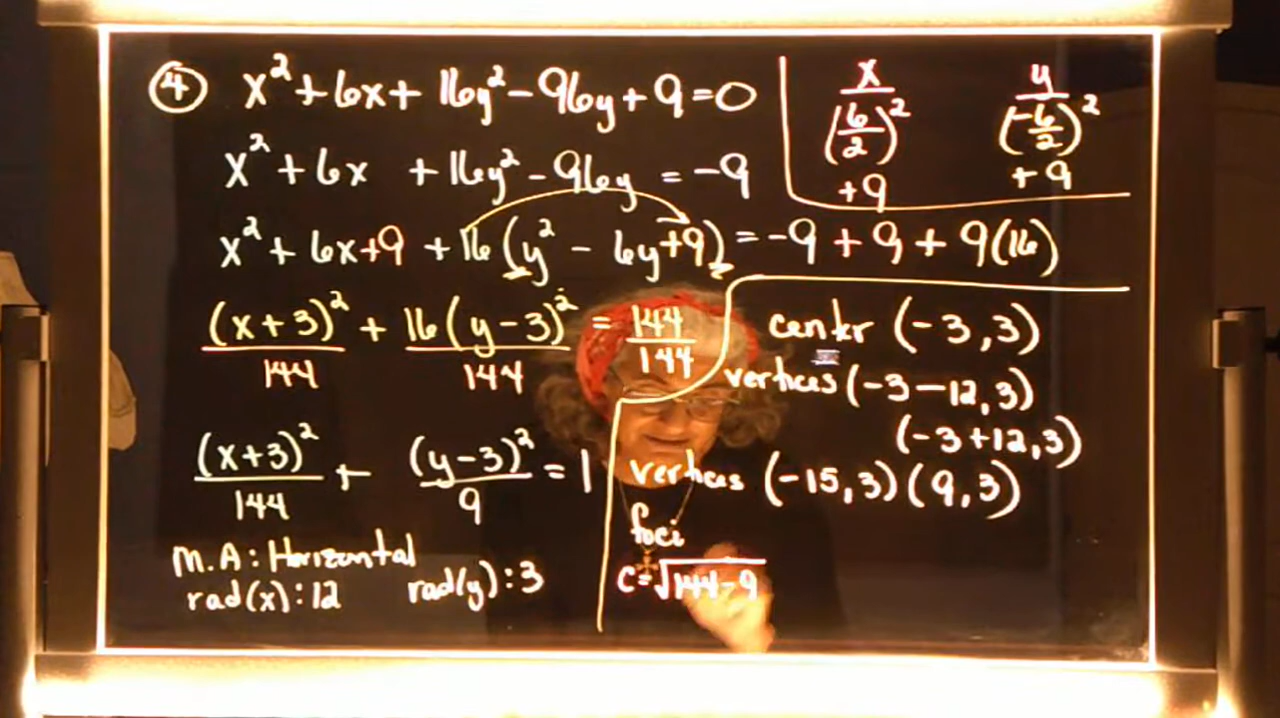 ④ x² + 6x + 16y² - 96y + 9 = 0
x² + 6x + 16y² - 96y = -9
x² + 6x + 9 + 16(y² - 6y + 9) = -9 + 9 + 9(16)
(x+3)²/144 + 16(y-3)²/144 = 144/144
(x+3)²/144 + (y-3)²/9 = 1
M.A: Horizontal
rad(x): 12 rad(y): 3
x y
(6/2)² (-6/2)²
+9 +9
center (-3, 3)
vertices (-3-12, 3)
(-3+12, 3)
vertices (-15, 3) (9, 3)
foci
c = √144-9